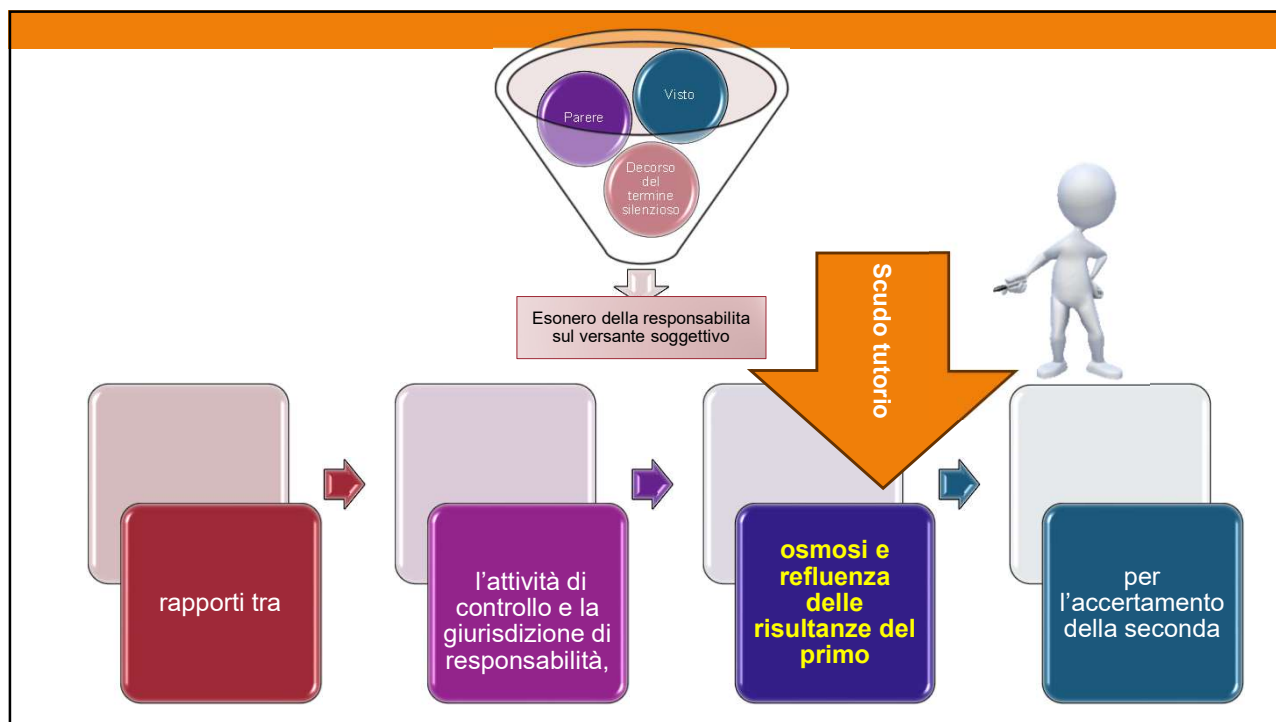 Parere
Visto
Decorso
del
termine
silenzioso
Esonero della responsabilita
sul versante soggettivo
Scudo tutorio
rapporti tra
l’attività di
controllo e la
giurisdizione di
responsabilità,
osmosi e
refluenza
delle
risultanze del
primo
per
l’accertamento
della seconda